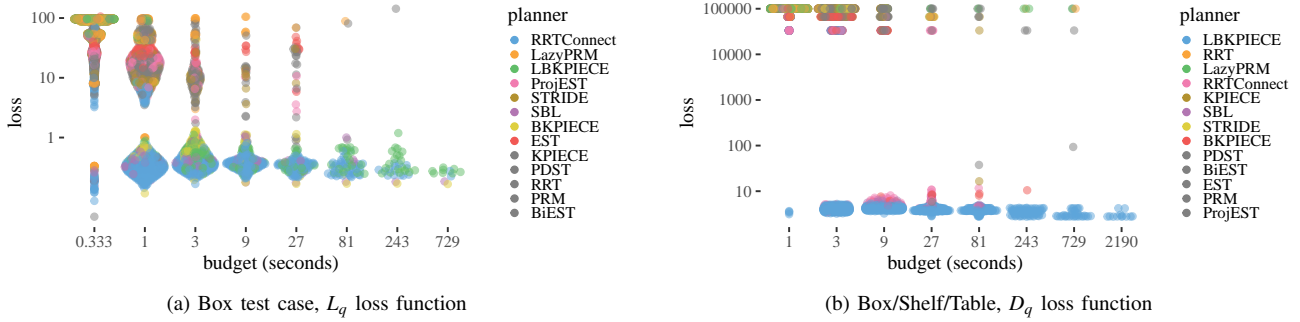 100
10
1
loss
0.333 1 3 9 27 81 243 729
budget (seconds)
planner
RRTConnect
LazyPRM
LBKPIECE
ProjEST
STRIDE
SBL
BKPIECE
EST
KPIECE
PDST
RRT
PRM
BiEST
(a) Box test case, L_q loss function
100000
10000
1000
100
10
loss
1 3 9 27 81 243 729 2190
budget (seconds)
planner
LBKPIECE
RRT
LazyPRM
RRTConnect
KPIECE
SBL
STRIDE
BKPIECE
PDST
BiEST
EST
PRM
ProjEST
(b) Box/Shelf/Table, D_q loss function